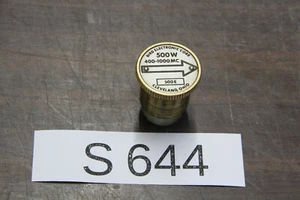 BIRD ELECTRONIC CORP.
500W
400-1000MC
CLEVELAND, OHIO
S 644